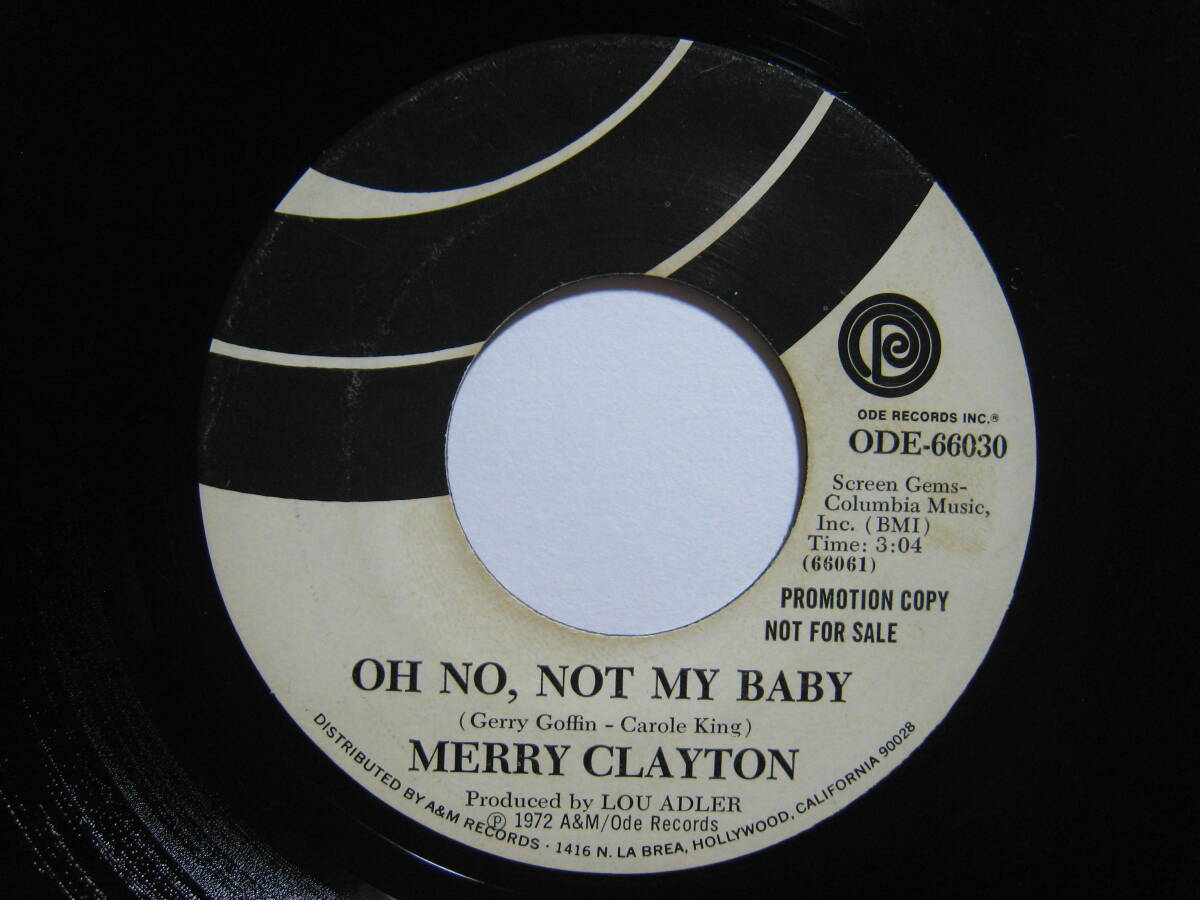 ODE RECORDS INC.®
ODE-66030
Screen Gems-
Columbia Music,
Inc. (BMI)
Time: 3:04
(66061)
PROMOTION COPY
NOT FOR SALE
OH NO, NOT MY BABY
(Gerry Goffin - Carole King)
MERRY CLAYTON
Produced by LOU ADLER
℗ 1972 A&M/Ode Records
DISTRIBUTED BY A&M RECORDS · 1416 N. LA BREA, HOLLYWOOD, CALIFORNIA 90028